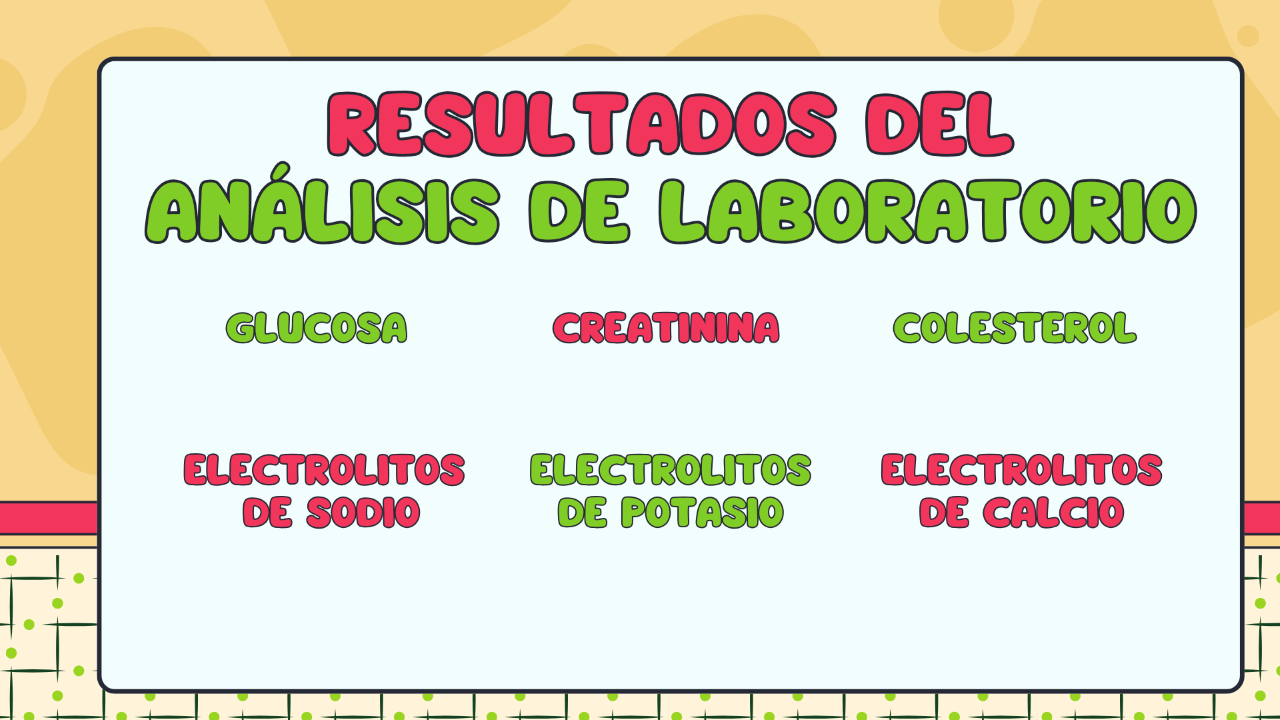 RESULTADOS DEL
ANÁLISIS DE LABORATORIO
GLUCOSA
CREATININA
COLESTEROL
ELECTROLITOS
DE SODIO
ELECTROLITOS
DE POTASIO
ELECTROLITOS
DE CALCIO